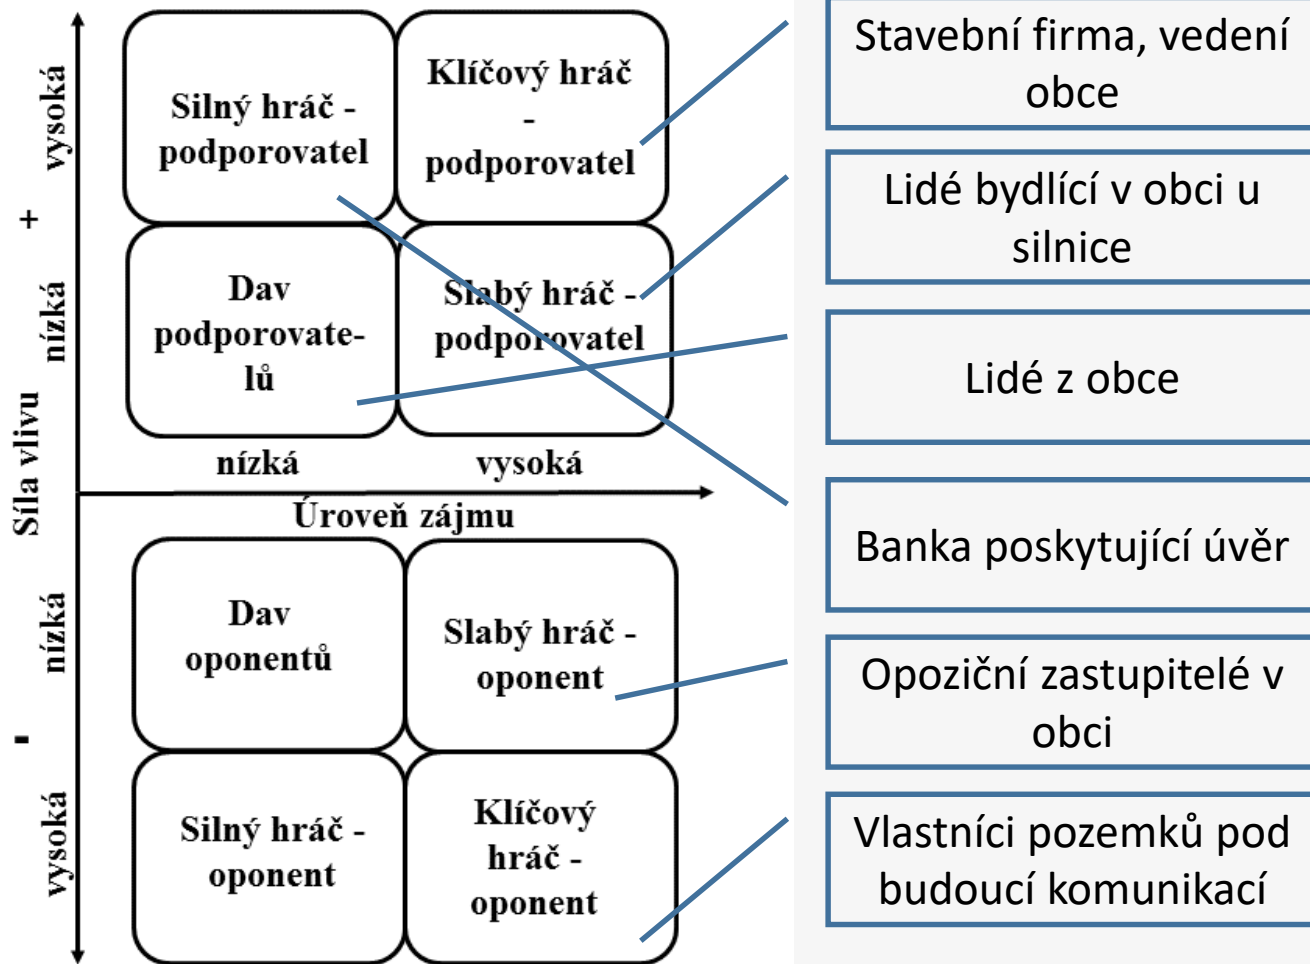 vysoká
nízká
+
Síla vlivu
-
nízká
vysoká
Silný hráč -
podporovatel
Klíčový hráč
-
podporovatel
Dav
podporovate-
lů
Slabý hráč -
podporovatel
nízká
vysoká
Úroveň zájmu
Dav
oponentů
Slabý hráč -
oponent
Silný hráč -
oponent
Klíčový
hráč -
oponent
Stavební firma, vedení
obce
Lidé bydlící v obci u
silnice
Lidé z obce
Banka poskytující úvěr
Opoziční zastupitelé v
obci
Vlastníci pozemků pod
budoucí komunikací